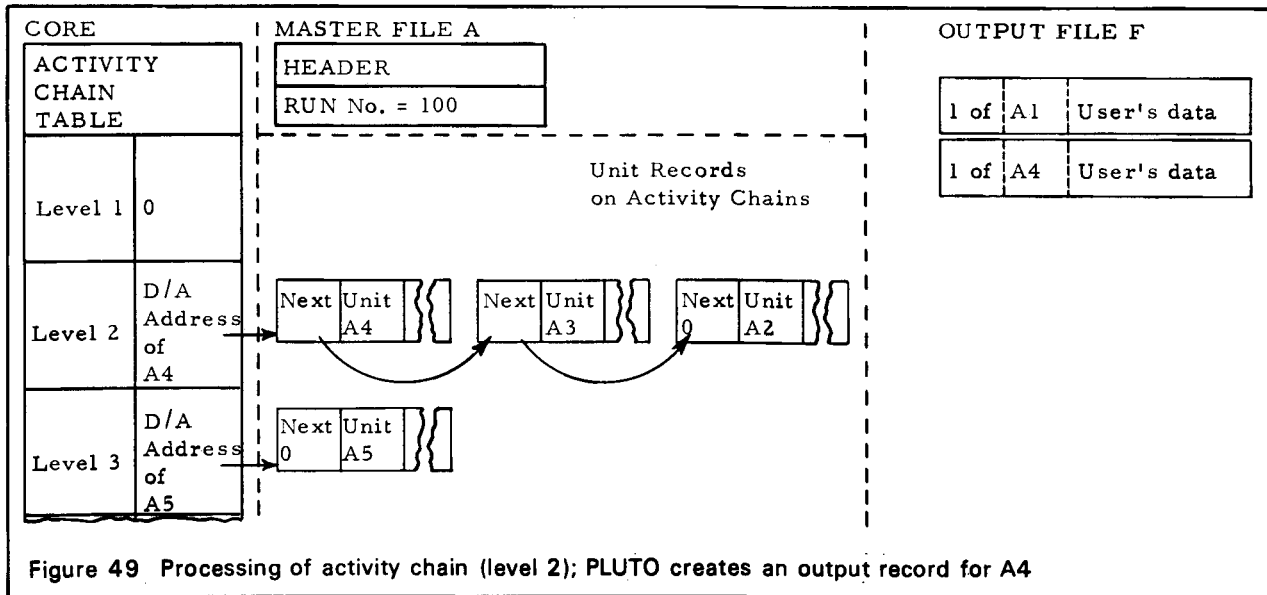 CORE
ACTIVITY
CHAIN
TABLE
Level 1 0
Level 2
D/A
Address
of
A4
Level 3
D/A
Address
of
A5
MASTER FILE A
HEADER
RUN No. = 100
Unit Records
on Activity Chains
Next Unit
A4
Next Unit
A3
Next Unit
0 A2
Next Unit
0 A5
OUTPUT FILE F
1 of A1 User's data
1 of A4 User's data
Figure 49 Processing of activity chain (level 2); PLUTO creates an output record for A4